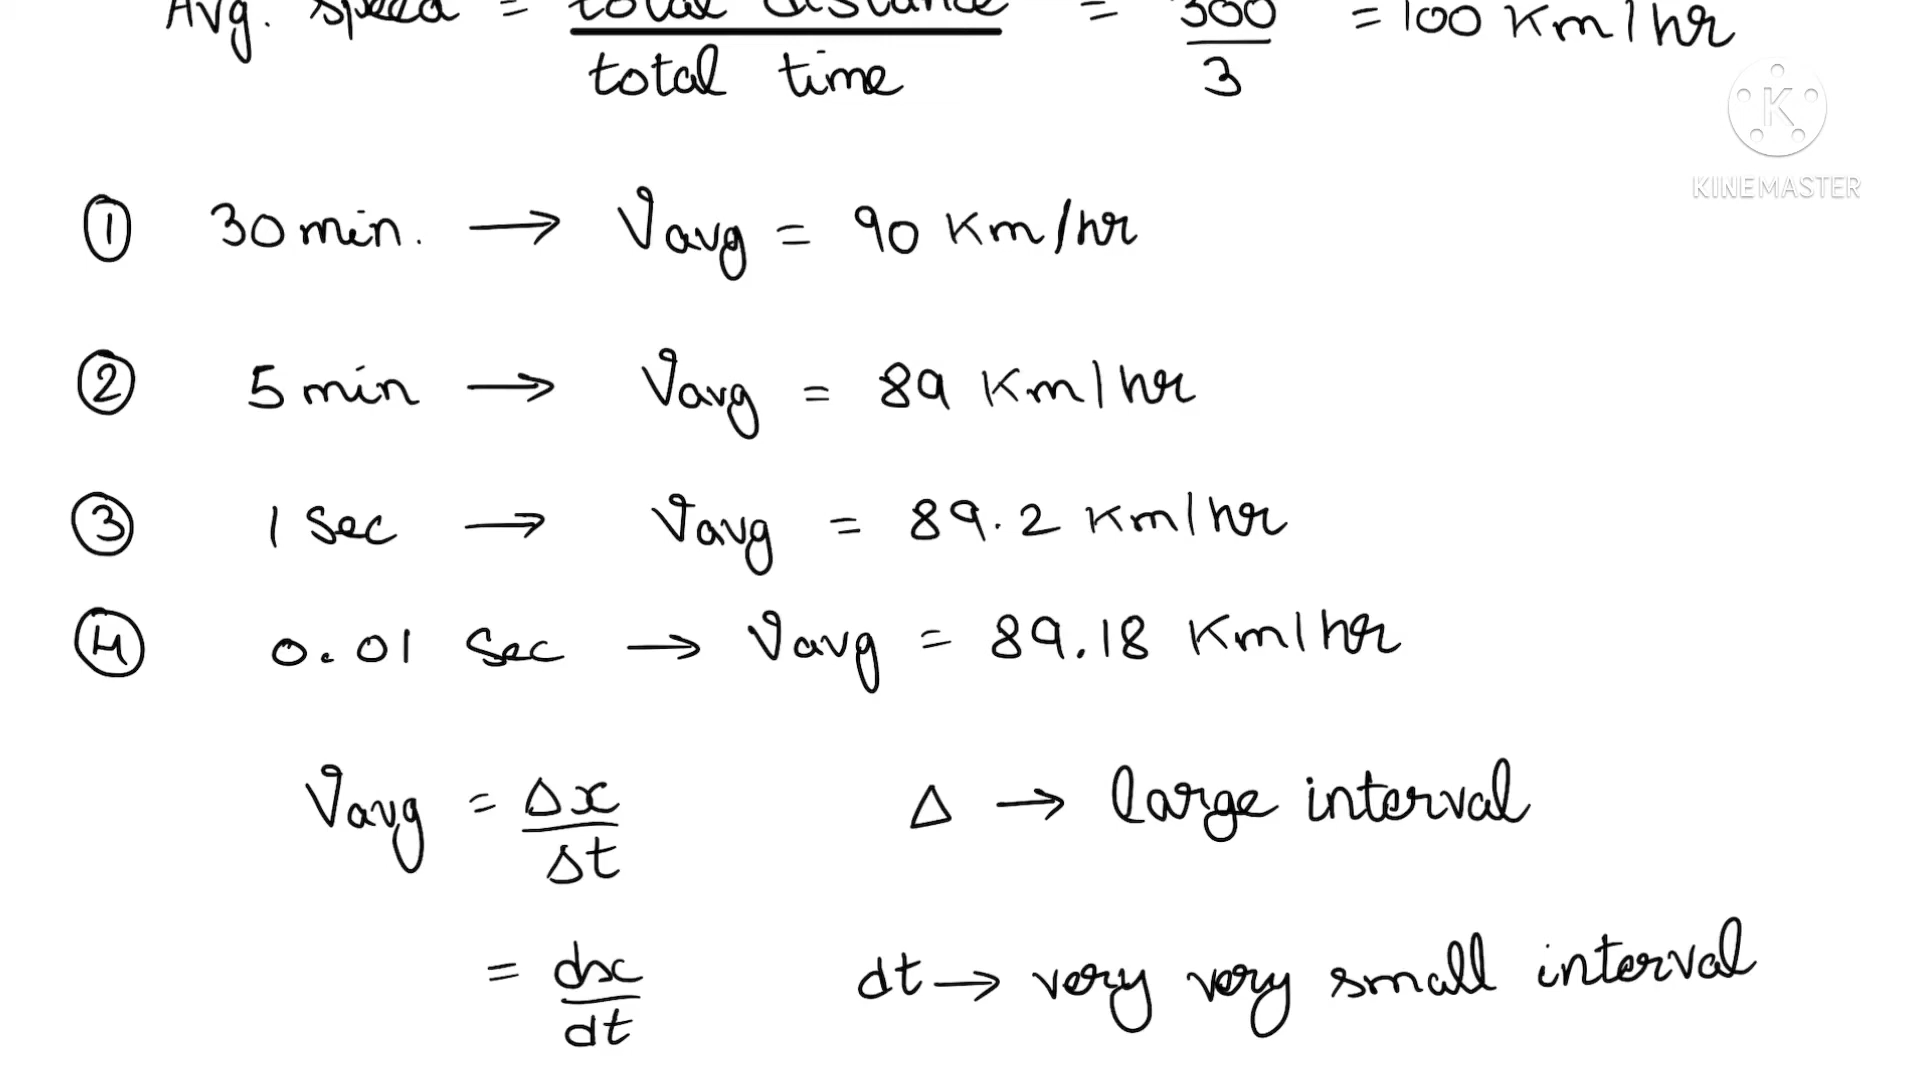 Avg. speed = total distance = 300 = 100 Km/hr
total time 3
KINEMASTER
① 30 min. → Vavg = 90 Km/hr
② 5 min → Vavg = 89 Km/hr
③ 1 Sec → Vavg = 89.2 Km/hr
④ 0.01 Sec → Vavg = 89.18 Km/hr
Vavg = Δx Δ → large interval
Δt
= dx dt → very very small interval
dt